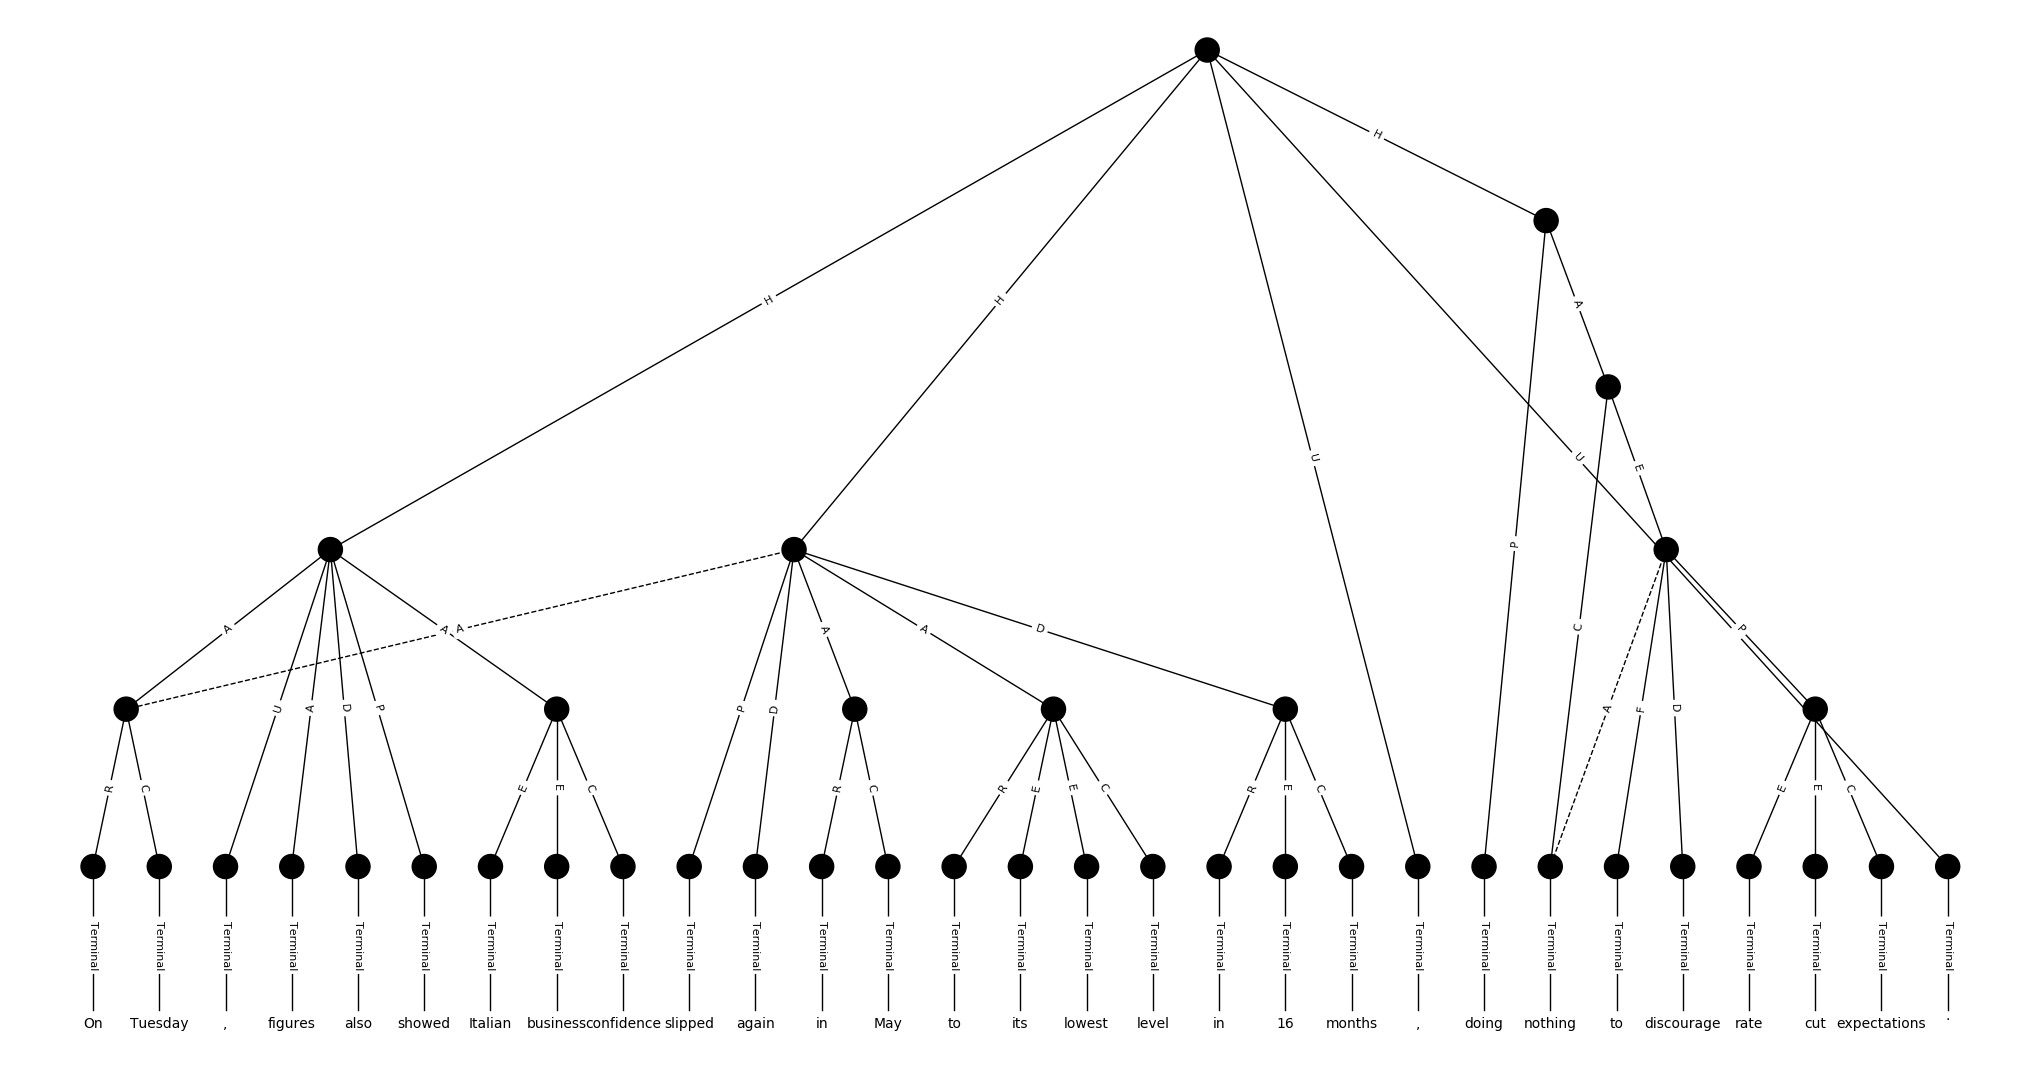 H
H
H
A
U
E
P
A A A A D P C P
U A D P P D A F D
R C E E C R C R E E C R E C E E C
Terminal Terminal Terminal Terminal Terminal Terminal Terminal Terminal Terminal Terminal Terminal Terminal Terminal Terminal Terminal Terminal Terminal Terminal Terminal Terminal Terminal Terminal Terminal Terminal Terminal Terminal Terminal Terminal Terminal
On Tuesday , figures also showed Italian business confidence slipped again in May to its lowest level in 16 months , doing nothing to discourage rate cut expectations .